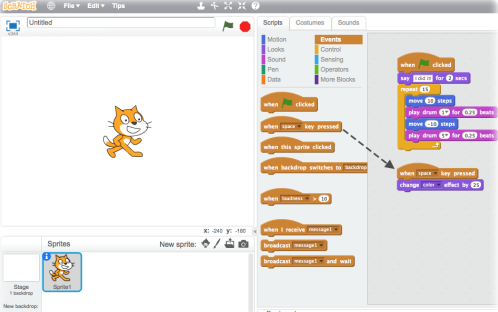 SCRATCH File▼ Edit▼ Tips
Untitled
x: -240 y: -180
Sprites New sprite:
Stage
1 backdrop
New backdrop:
Sprite1
Scripts Costumes Sounds
Motion Events
Looks Control
Sound Sensing
Pen Operators
Data More Blocks
when clicked
when space key pressed
when this sprite clicked
when backdrop switches to backdrop
when loudness > 10
when I receive message1
broadcast message1
broadcast message1 and wait
when clicked
say I did it! for 2 secs
repeat 15
move 10 steps
play drum 1 for 0.25 beats
move -10 steps
play drum 5 for 0.25 beats
when space key pressed
change color effect by 25